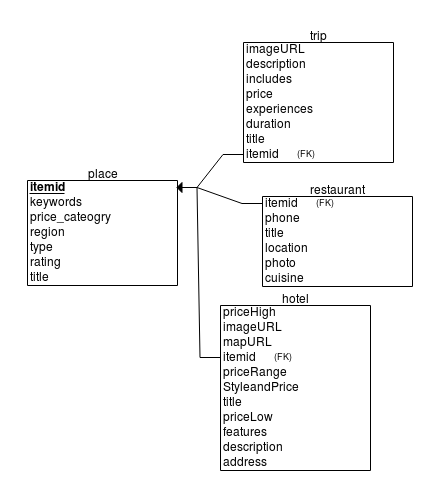 trip
imageURL
description
includes
price
experiences
duration
title
itemid (FK)
place
itemid
keywords
price_cateogry
region
type
rating
title
restaurant
itemid (FK)
phone
title
location
photo
cuisine
hotel
priceHigh
imageURL
mapURL
itemid (FK)
priceRange
StyleandPrice
title
priceLow
features
description
address